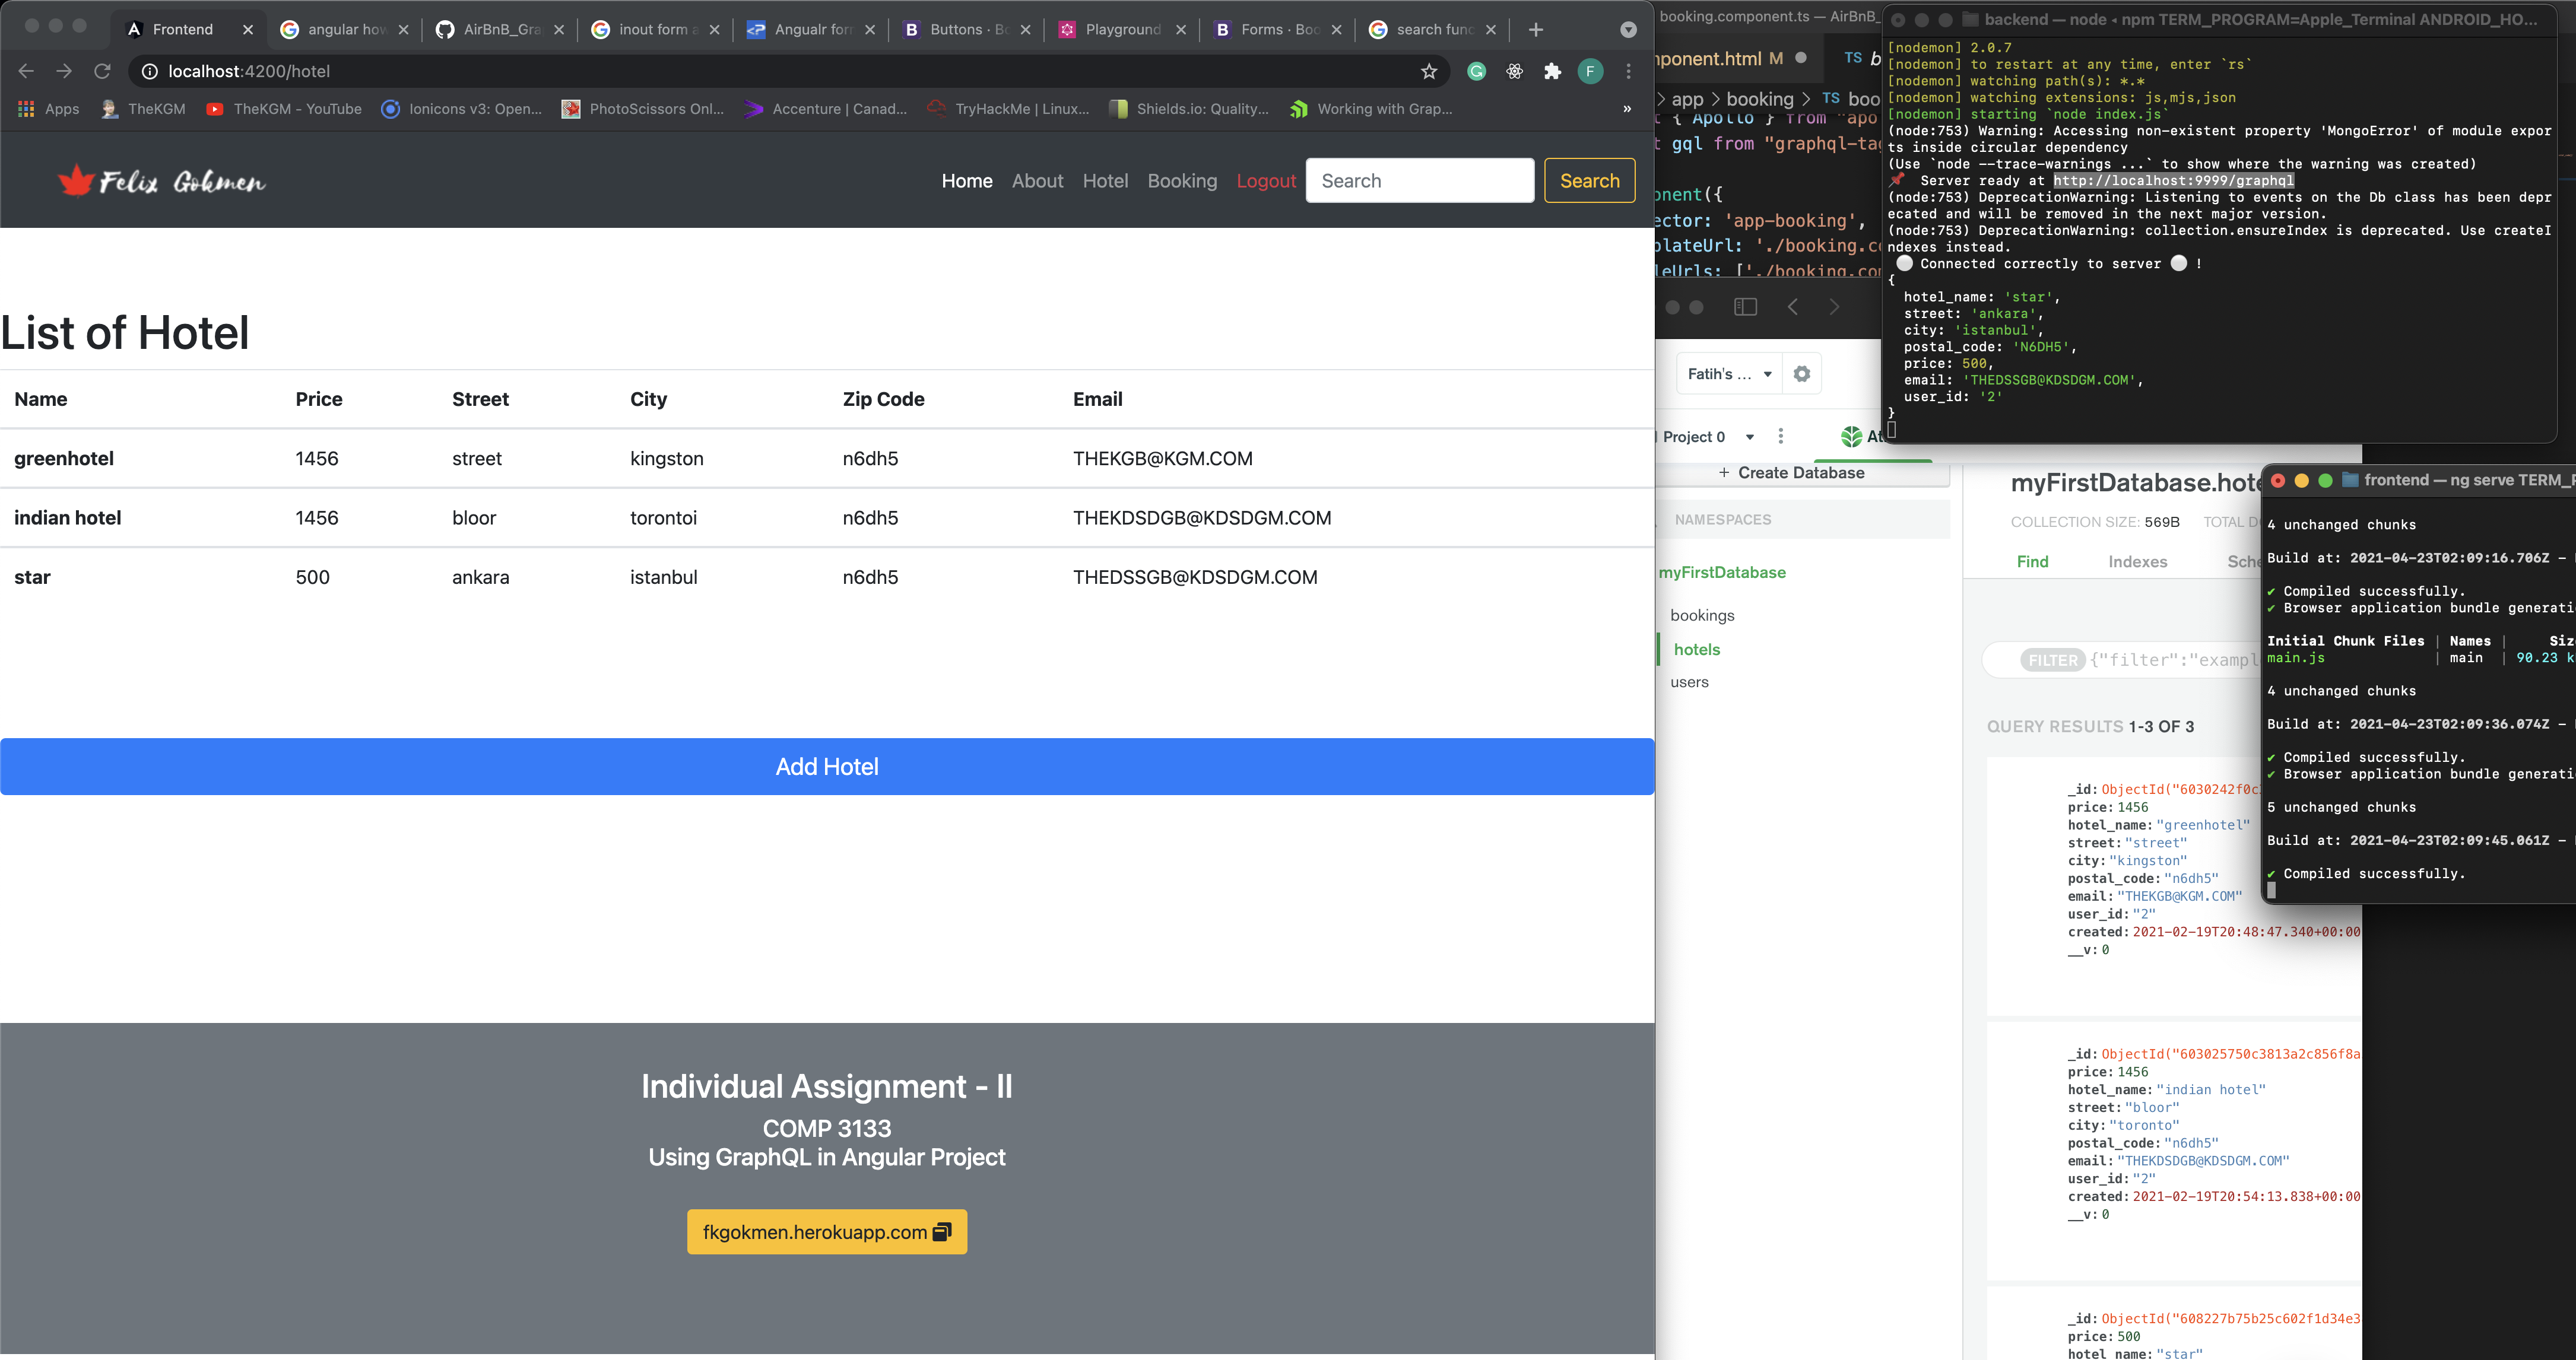 Frontend
angular how
AirBnB_Gra
inout form a
Angualr for
Buttons · Bo
Playground
Forms · Boo
search func
localhost:4200/hotel
F
Apps
TheKGM
TheKGM - YouTube
Ionicons v3: Open...
PhotoScissors Onl...
Accenture | Canad...
TryHackMe | Linux...
Shields.io: Quality...
Working with Grap...
»
Felix Gokmen
Home
About
Hotel
Booking
Logout
Search
Search
List of Hotel
Name Price Street City Zip Code Email
greenhotel 1456 street kingston n6dh5 THEKGB@KGM.COM
indian hotel 1456 bloor torontoi n6dh5 THEKDSDGB@KDSDGM.COM
star 500 ankara istanbul n6dh5 THEDSSGB@KDSDGM.COM
Add Hotel
Individual Assignment - II
COMP 3133
Using GraphQL in Angular Project
fkgokmen.herokuapp.com
booking.component.ts — AirBnB_
ponent.html M
TS b
> app > booking > TS boo
t { Apollo } from "apo
t gql from "graphql-tag
onent({
ector: 'app-booking',
plateUrl: './booking.co
leUrls: ['./booking.com
backend — node ◂ npm TERM_PROGRAM=Apple_Terminal ANDROID_HO...
[nodemon] 2.0.7
[nodemon] to restart at any time, enter `rs`
[nodemon] watching path(s): *.*
[nodemon] watching extensions: js,mjs,json
[nodemon] starting `node index.js`
(node:753) Warning: Accessing non-existent property 'MongoError' of module expor
ts inside circular dependency
(Use `node --trace-warnings ...` to show where the warning was created)
Server ready at http://localhost:9999/graphql
(node:753) DeprecationWarning: Listening to events on the Db class has been depr
ecated and will be removed in the next major version.
(node:753) DeprecationWarning: collection.ensureIndex is deprecated. Use createI
ndexes instead.
Connected correctly to server !
{
hotel_name: 'star',
street: 'ankara',
city: 'istanbul',
postal_code: 'N6DH5',
price: 500,
email: 'THEDSSGB@KDSDGM.COM',
user_id: '2'
}
Fatih's ...
Project 0
At
+ Create Database
NAMESPACES
myFirstDatabase
bookings
hotels
users
myFirstDatabase.hote
COLLECTION SIZE: 569B TOTAL D
Find
Indexes
Sche
FILTER {"filter":"exampl
QUERY RESULTS 1-3 OF 3
_id: ObjectId("6030242f0c
price: 1456
hotel_name: "greenhotel"
street: "street"
city: "kingston"
postal_code: "n6dh5"
email: "THEKGB@KGM.COM"
user_id: "2"
created: 2021-02-19T20:48:47.340+00:00
__v: 0
_id: ObjectId("603025750c3813a2c856f8a
price: 1456
hotel_name: "indian hotel"
street: "bloor"
city: "toronto"
postal_code: "n6dh5"
email: "THEKDSDGB@KDSDGM.COM"
user_id: "2"
created: 2021-02-19T20:54:13.838+00:00
__v: 0
_id: ObjectId("608227b75b25c602f1d34e3
price: 500
hotel_name: "star"
frontend — ng serve TERM_P
4 unchanged chunks
Build at: 2021-04-23T02:09:16.706Z –
✔ Compiled successfully.
✔ Browser application bundle generati
Initial Chunk Files | Names | Siz
main.js | main | 90.23 k
4 unchanged chunks
Build at: 2021-04-23T02:09:36.074Z –
✔ Compiled successfully.
✔ Browser application bundle generati
5 unchanged chunks
Build at: 2021-04-23T02:09:45.061Z –
✔ Compiled successfully.